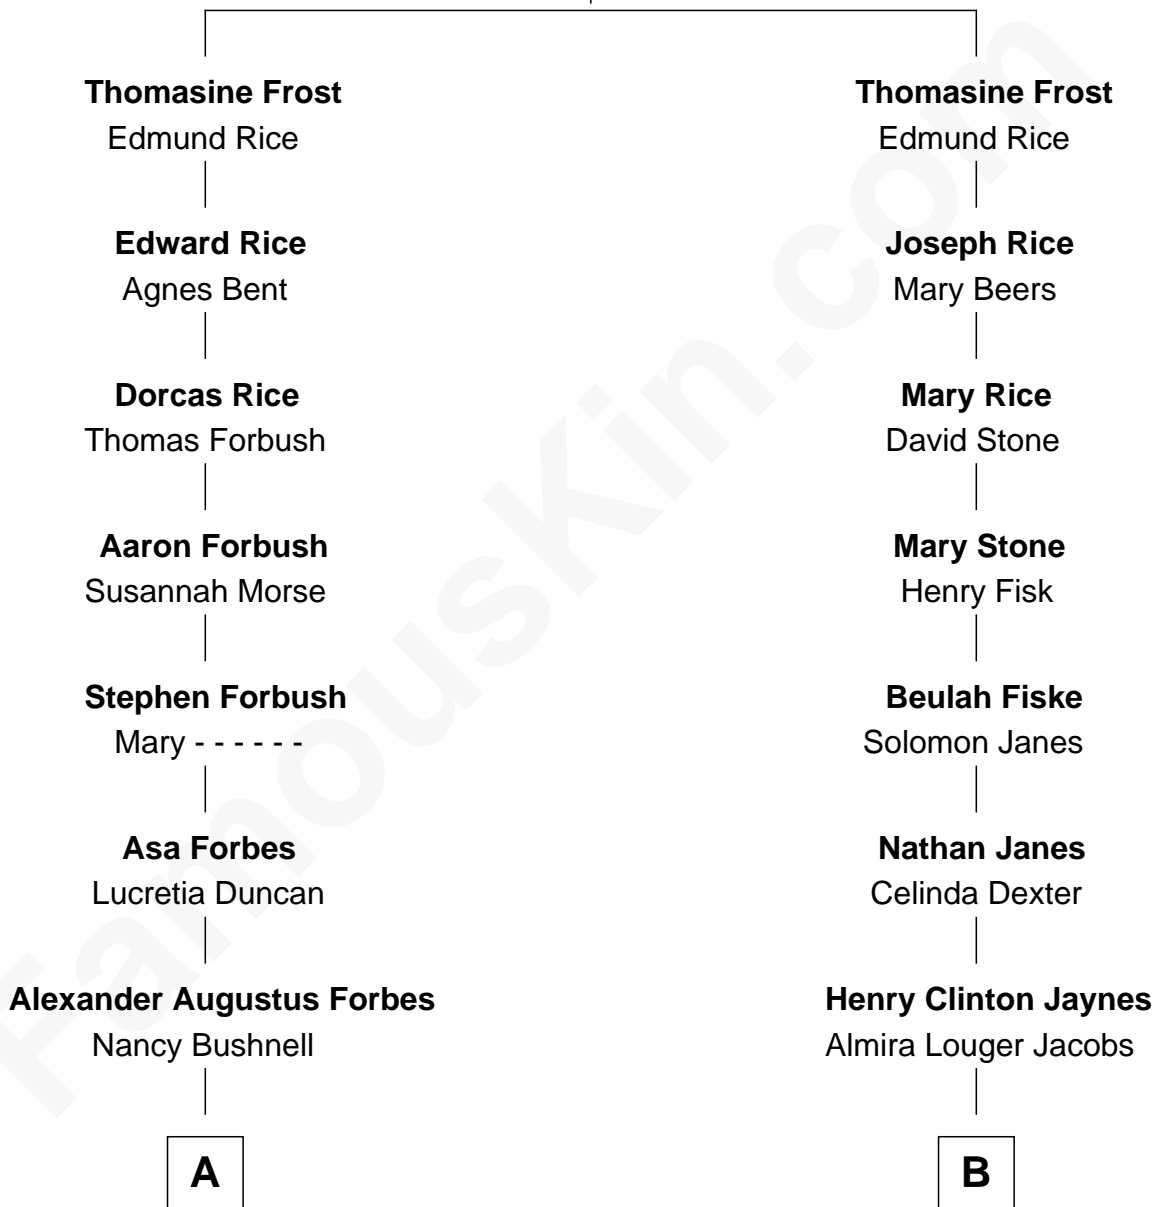 Thomasine Frost
Edmund Rice
Edward Rice
Agnes Bent
Dorcas Rice
Thomas Forbush
Aaron Forbush
Susannah Morse
Stephen Forbush
Mary - - - - - -
Asa Forbes
Lucretia Duncan
Alexander Augustus Forbes
Nancy Bushnell
A
Thomasine Frost
Edmund Rice
Joseph Rice
Mary Beers
Mary Rice
David Stone
Mary Stone
Henry Fisk
Beulah Fiske
Solomon Janes
Nathan Janes
Celinda Dexter
Henry Clinton Jaynes
Almira Louger Jacobs
B
FamousKin.com